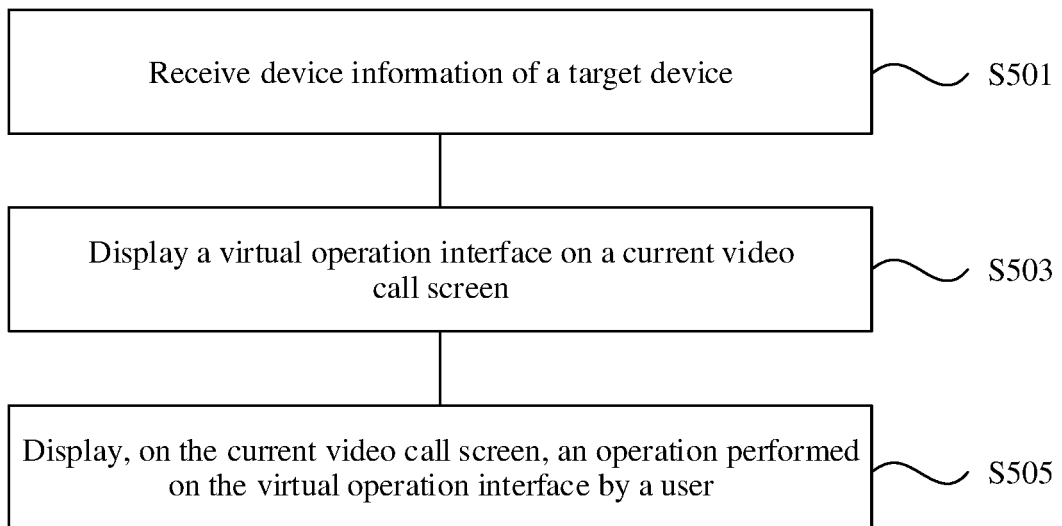 Receive device information of a target device
S501
Display a virtual operation interface on a current video
call screen
S503
Display, on the current video call screen, an operation performed
on the virtual operation interface by a user
S505